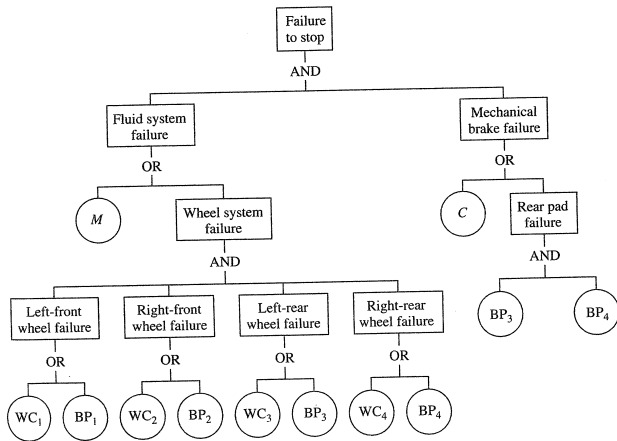 Failure
to stop
AND
Fluid system
failure
Mechanical
brake failure
OR
OR
M
Wheel system
failure
C
Rear pad
failure
AND
AND
Left-front
wheel failure
Right-front
wheel failure
Left-rear
wheel failure
Right-rear
wheel failure
BP₃
BP₄
OR
OR
OR
OR
WC₁
BP₁
WC₂
BP₂
WC₃
BP₃
WC₄
BP₄